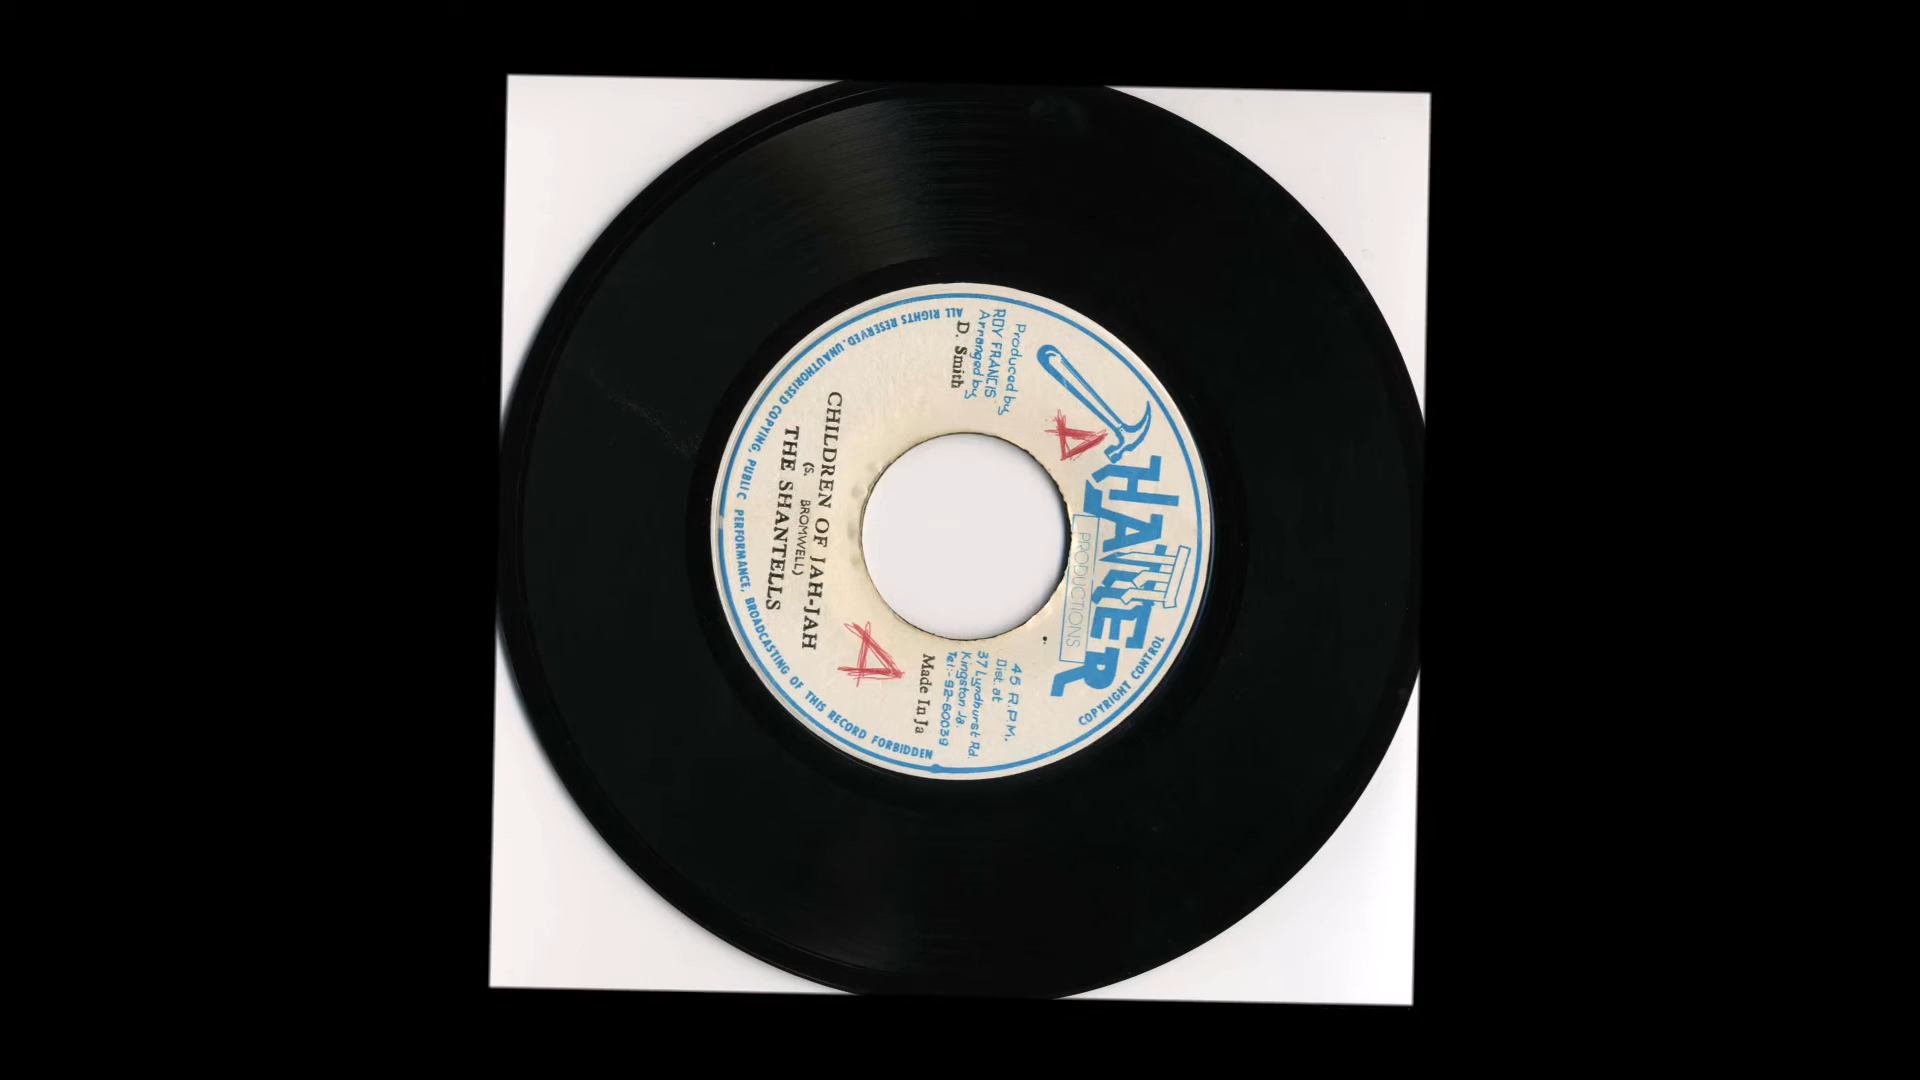 HAMMER
PRODUCTIONS
Produced by
ROY FRANCIS
Arranged by
D. Smith
A
45 R.P.M.
Dist. at
37 Lyndhurst Rd.
Kingston Ja.
Tel:- 92-60039
Made In Ja
A
CHILDREN OF JAH-JAH
(S. BROMWELL)
THE SHANTELLS
ALL RIGHTS RESERVED. UNAUTHORISED COPYING, PUBLIC PERFORMANCE, BROADCASTING OF THIS RECORD FORBIDDEN
COPYRIGHT CONTROL